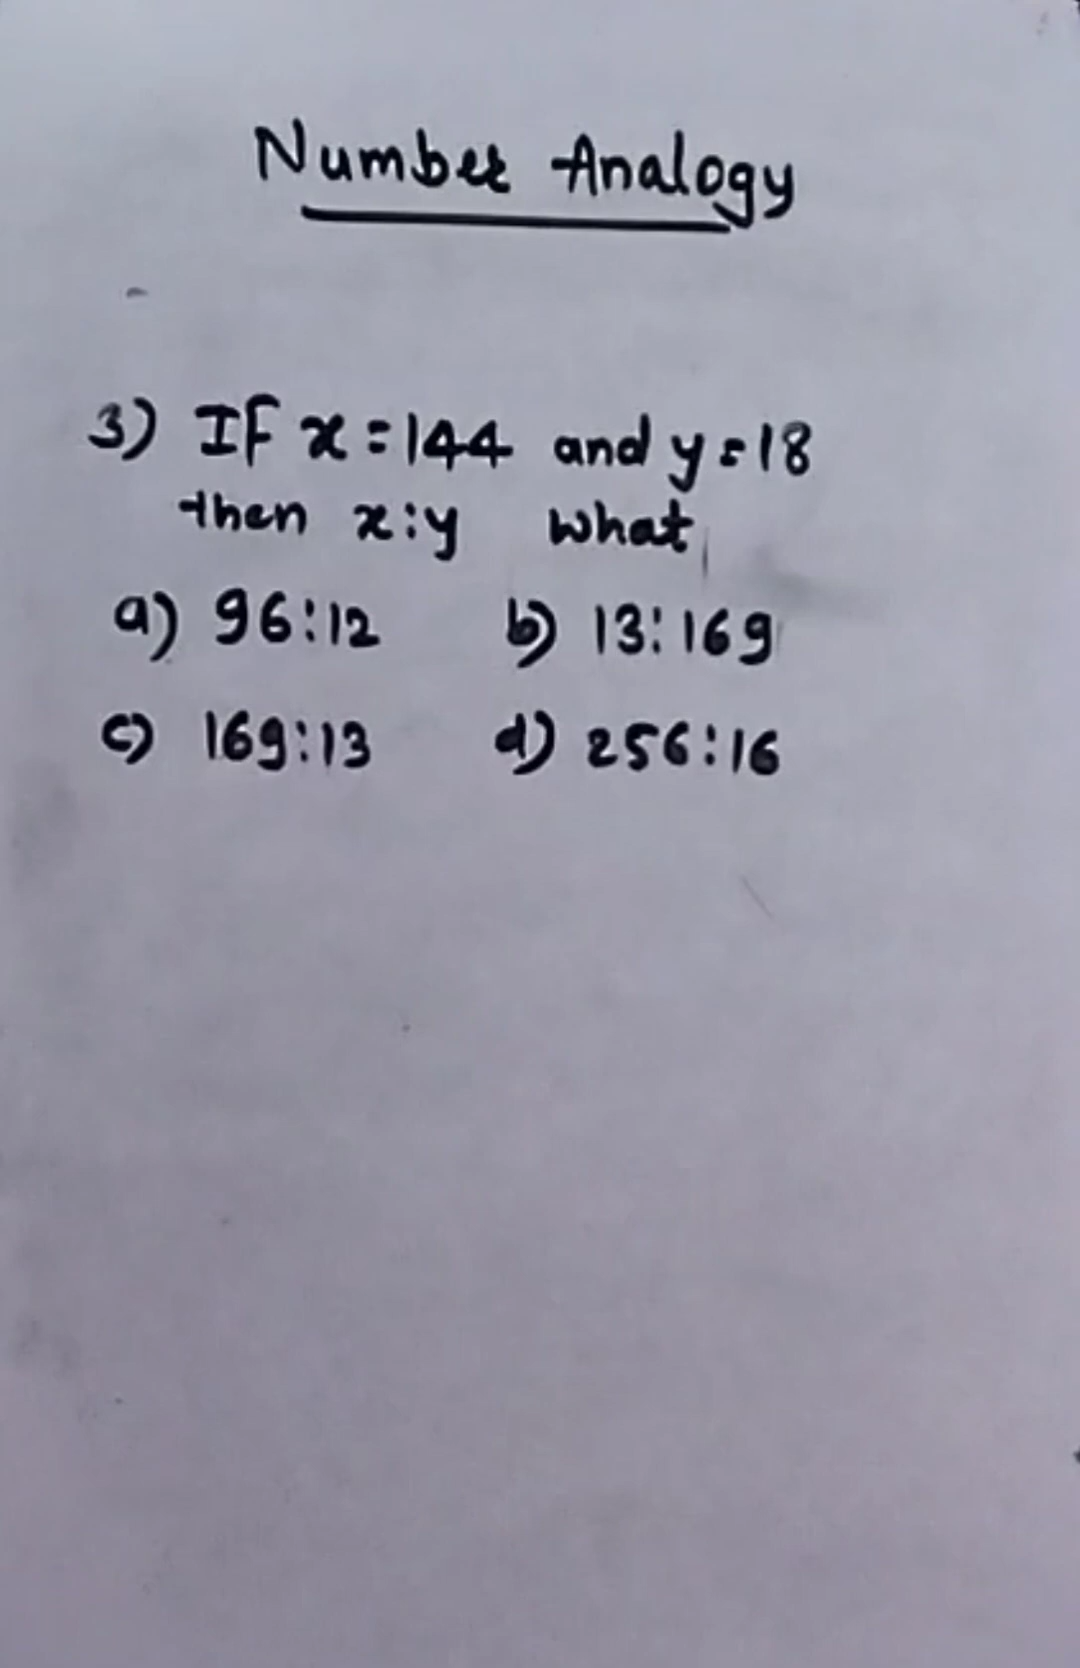 Number Analogy
3) If x = 144 and y = 18
then x:y what
a) 96:12 b) 13:169
c) 169:13 d) 256:16